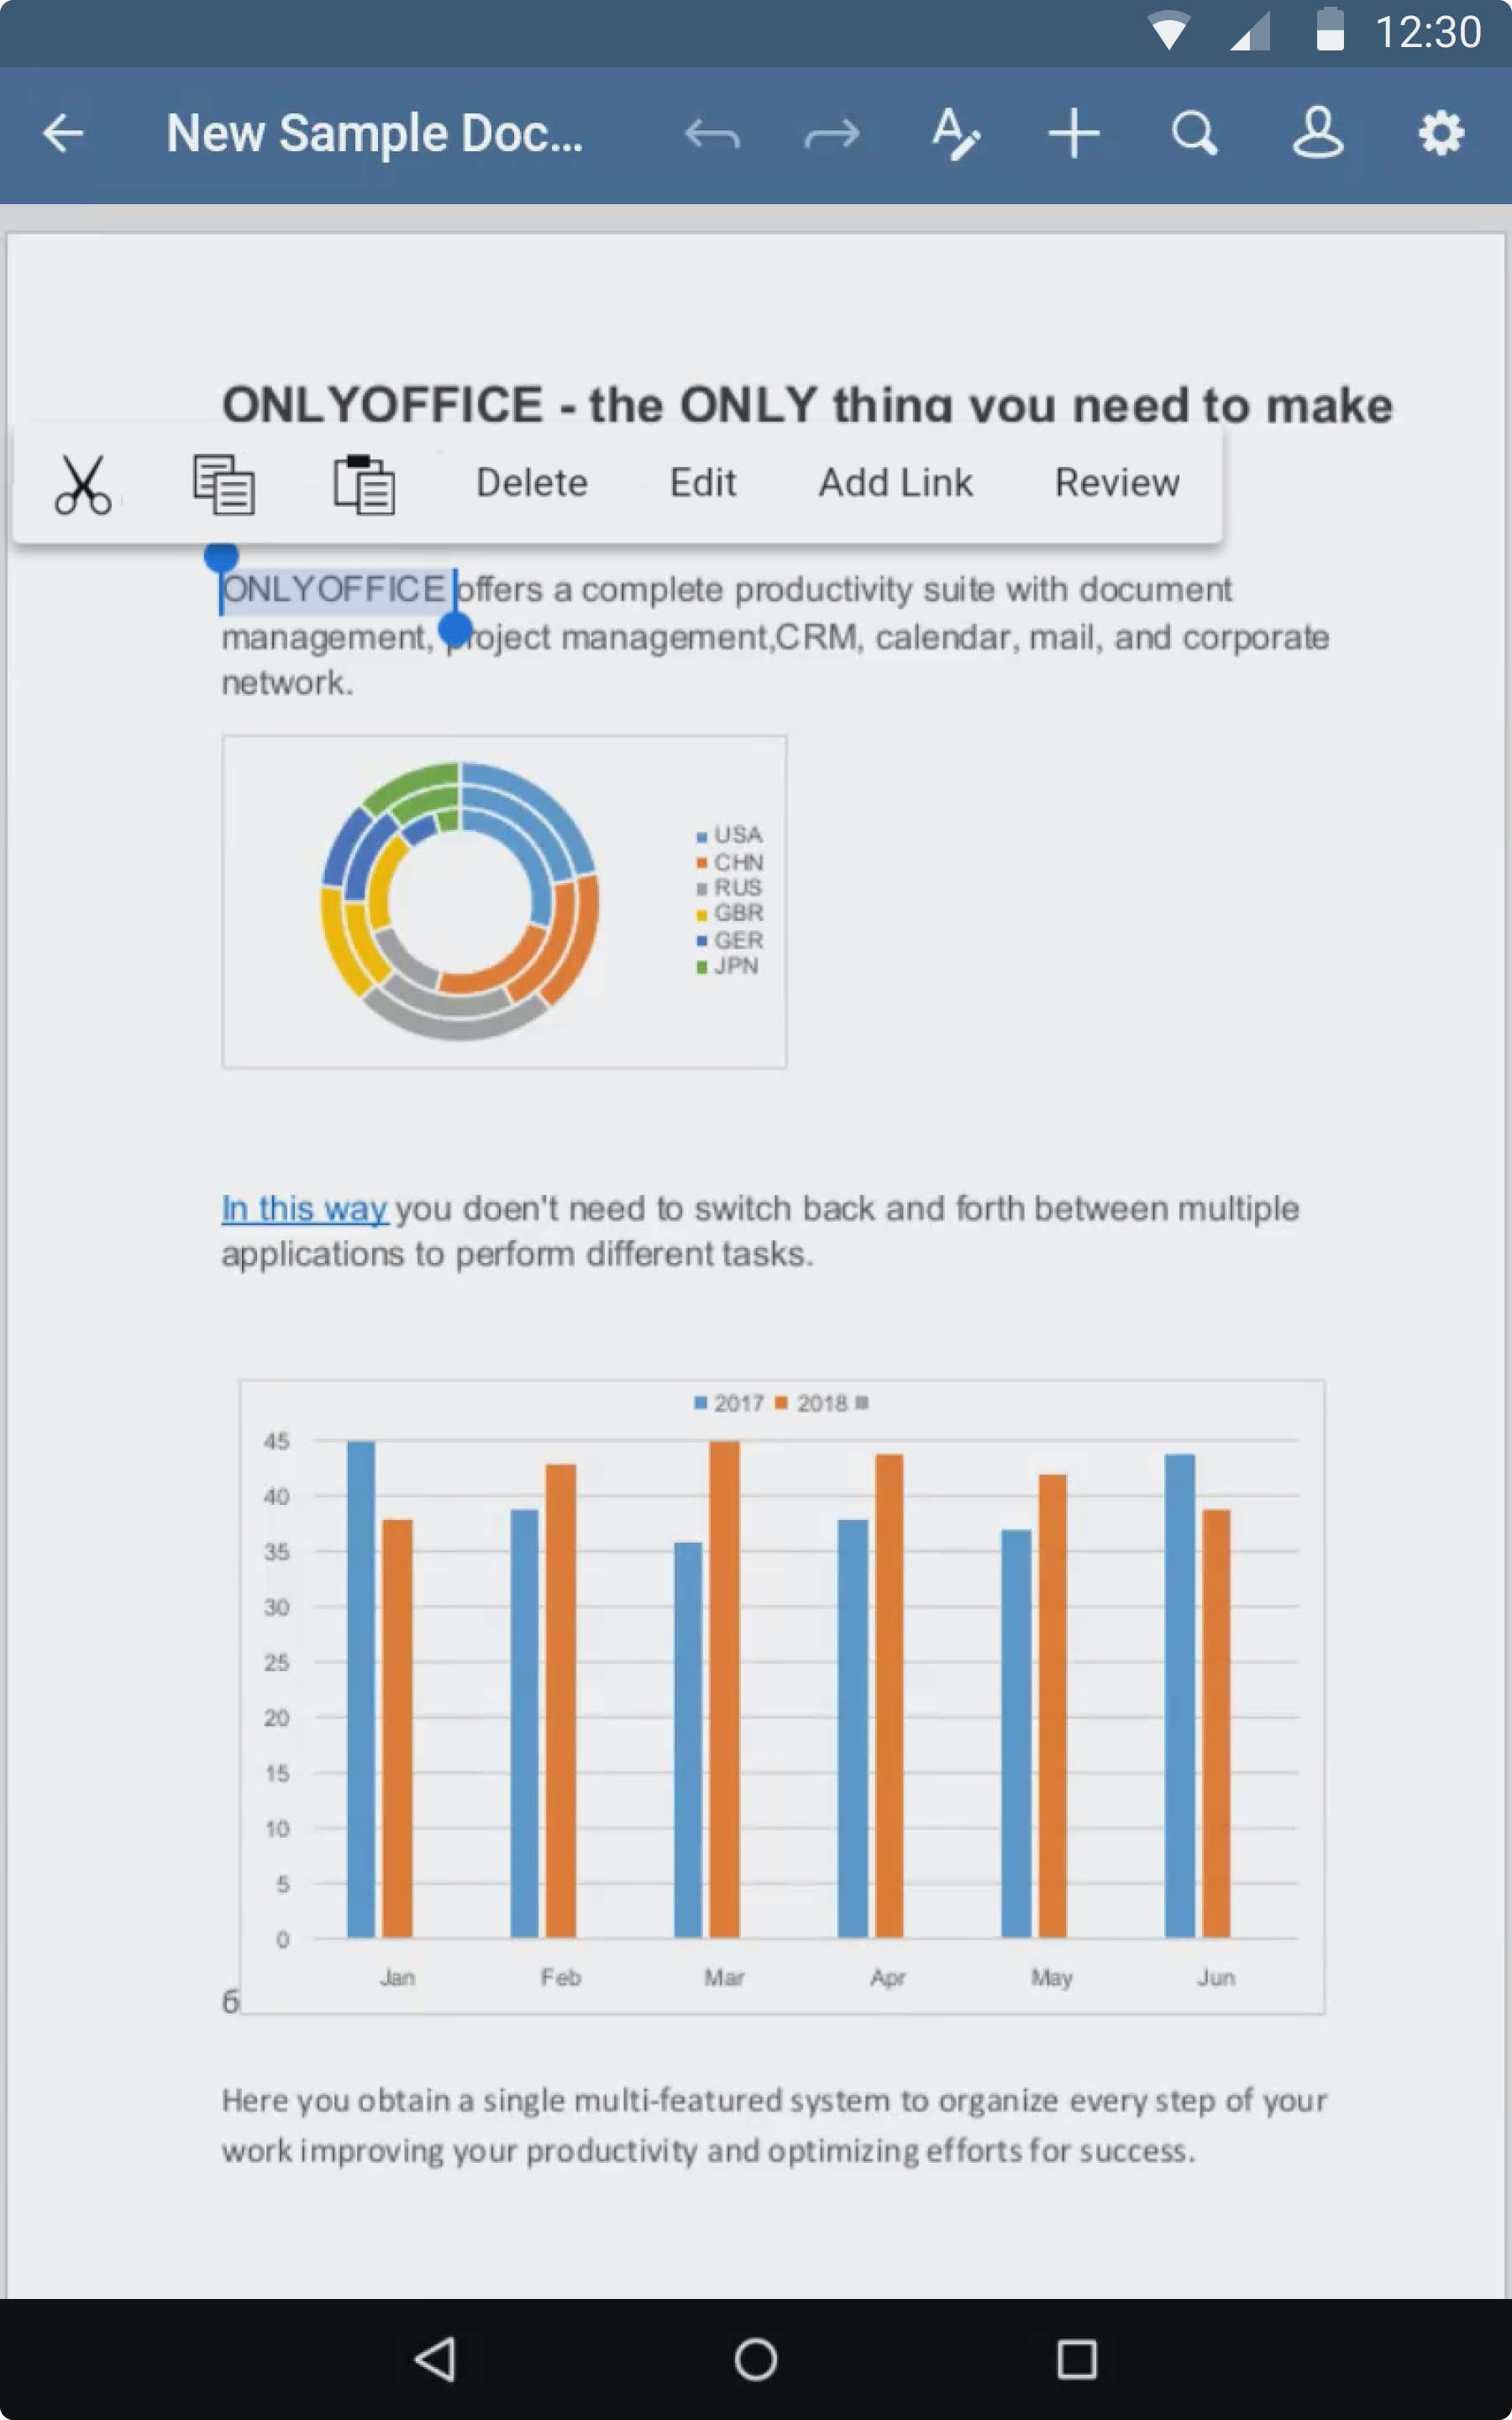 12:30
New Sample Doc...
ONLYOFFICE - the ONLY thing you need to make
Delete Edit Add Link Review
ONLYOFFICE offers a complete productivity suite with document
management, project management,CRM, calendar, mail, and corporate
network.
USA
CHN
RUS
GBR
GER
JPN
In this way you doen't need to switch back and forth between multiple
applications to perform different tasks.
2017 2018
45
40
35
30
25
20
15
10
5
0
Jan Feb Mar Apr May Jun
6
Here you obtain a single multi-featured system to organize every step of your
work improving your productivity and optimizing efforts for success.